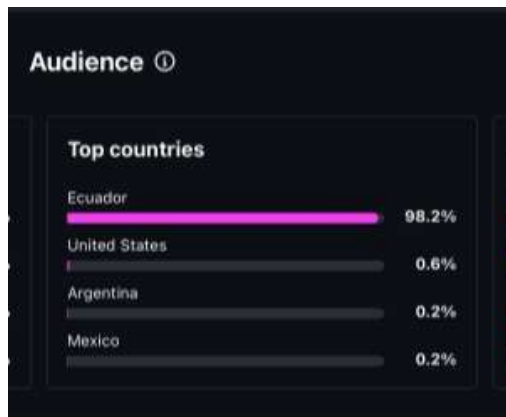 Audience
Top countries
Ecuador
98.2%
United States
0.6%
Argentina
0.2%
Mexico
0.2%